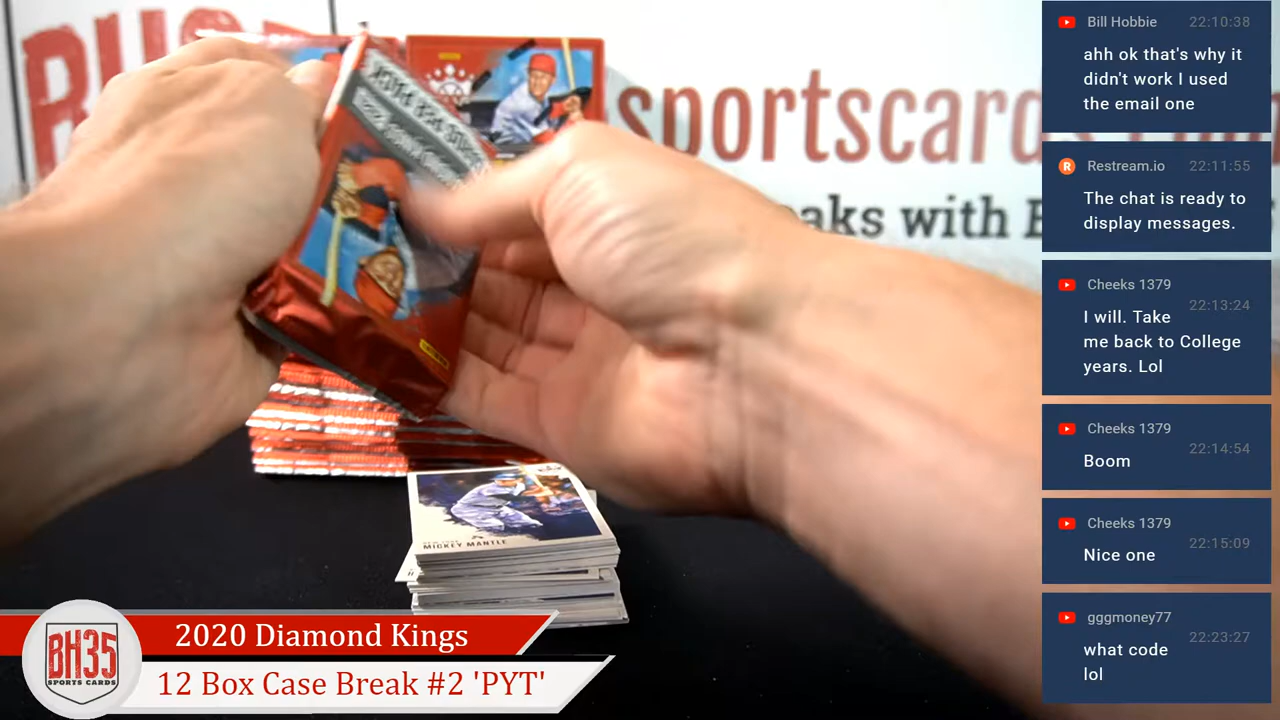 sportscards
aks with
MICKEY MANTLE
2020 Diamond Kings
12 Box Case Break #2 'PYT'
BH35
SPORTS CARDS
Bill Hobbie 22:10:38
ahh ok that's why it
didn't work I used
the email one
Restream.io 22:11:55
The chat is ready to
display messages.
Cheeks 1379
22:13:24
I will. Take
me back to College
years. Lol
Cheeks 1379
22:14:54
Boom
Cheeks 1379
22:15:09
Nice one
gggmoney77
22:23:27
what code
lol